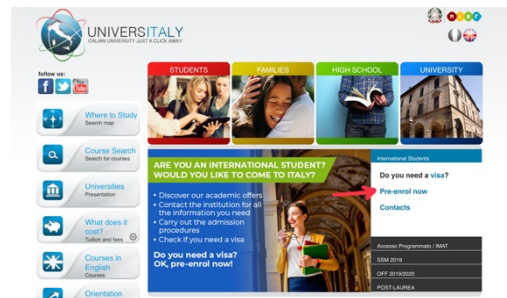 UNIVERSITALY
ITALIAN UNIVERSITY JUST A CLICK AWAY
MIUR
follow us:
f
You
Tube
STUDENTS
FAMILIES
HIGH SCHOOL
UNIVERSITY
Where to Study
Search map
Course Search
Search for courses
Universities
Presentation
What does it
cost?
Tuition and fees
Courses in
English
Courses
Orientation
ARE YOU AN INTERNATIONAL STUDENT?
WOULD YOU LIKE TO COME TO ITALY?
• Discover our academic offers
• Contact the institution for all
the information you need
• Carry out the admission
procedures
• Check if you need a visa
Do you need a visa?
OK, pre-enrol now!
International Students
Do you need a visa?
Pre-enrol now
Contacts
Accesso Programmato / IMAT
SSM 2019
OFF 2019/2020
POST-LAUREA